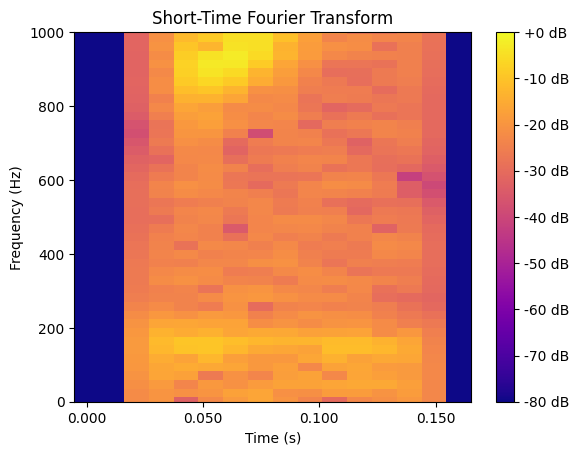 Short-Time Fourier Transform
Frequency (Hz)
1000
800
600
400
200
0
0.000
0.050
0.100
0.150
Time (s)
+0 dB
-10 dB
-20 dB
-30 dB
-40 dB
-50 dB
-60 dB
-70 dB
-80 dB